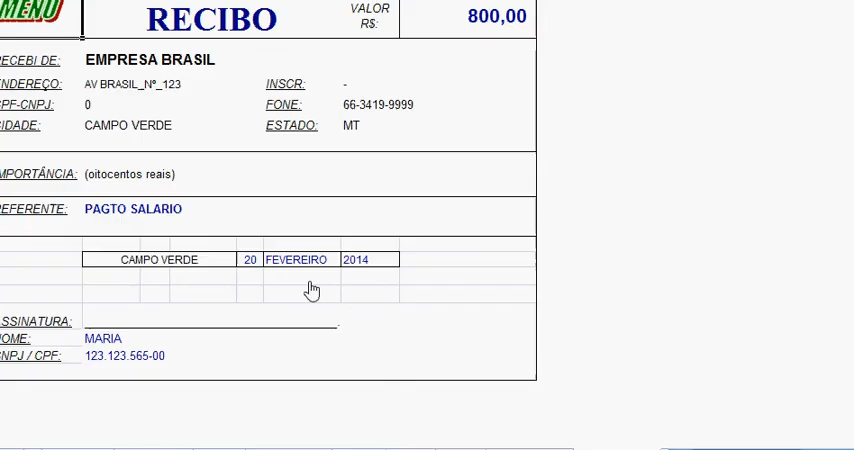 MENU
RECIBO
VALOR
R$:
800,00
RECEBI DE: EMPRESA BRASIL
ENDEREÇO: AV BRASIL_Nº_123 INSCR: -
CPF-CNPJ: 0 FONE: 66-3419-9999
CIDADE: CAMPO VERDE ESTADO: MT
IMPORTÂNCIA: (oitocentos reais)
REFERENTE: PAGTO SALARIO
CAMPO VERDE 20 FEVEREIRO 2014
ASSINATURA: .
NOME: MARIA
CNPJ / CPF: 123.123.565-00